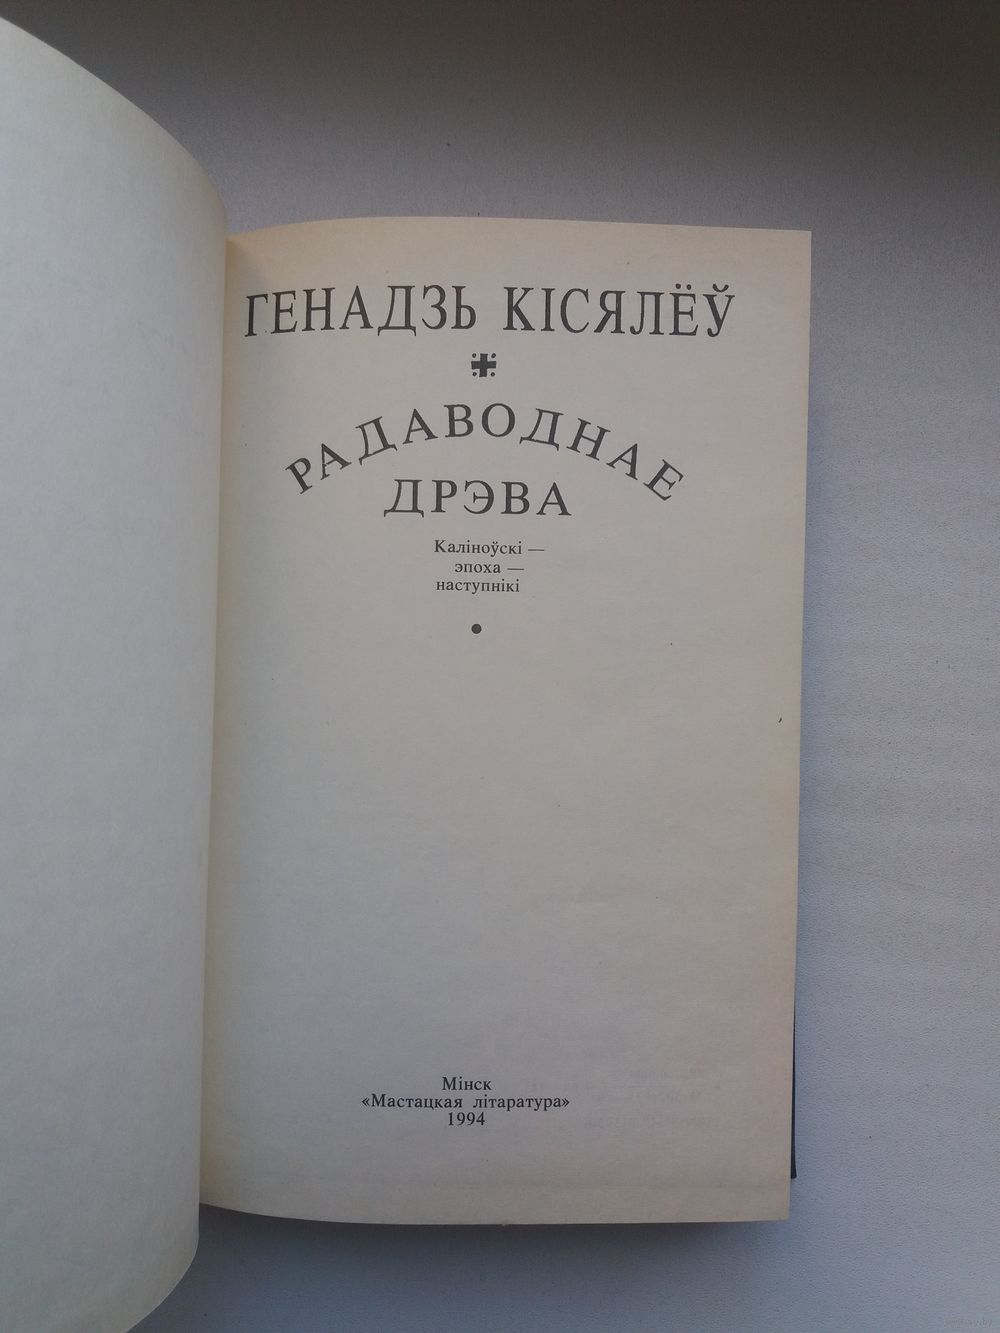 ГЕНАДЗЬ КІСЯЛЁЎ
РАДАВОДНАЕ
ДРЭВА
Каліноўскі —
эпоха —
наступнікі
Мінск
«Мастацкая літаратура»
1994